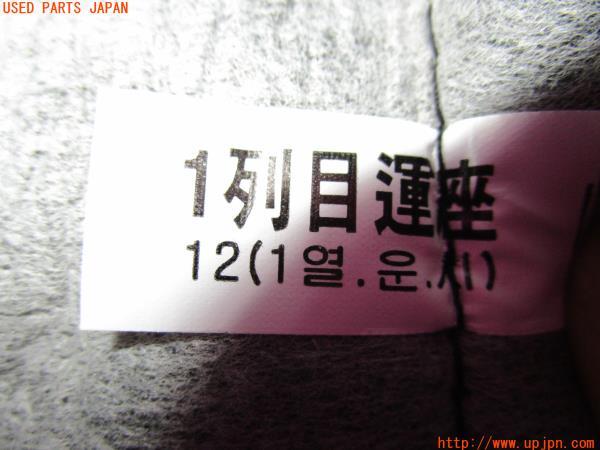 USED PARTS JAPAN
1列目運座
12(1열.운.시)
http://www.upjpn.com/